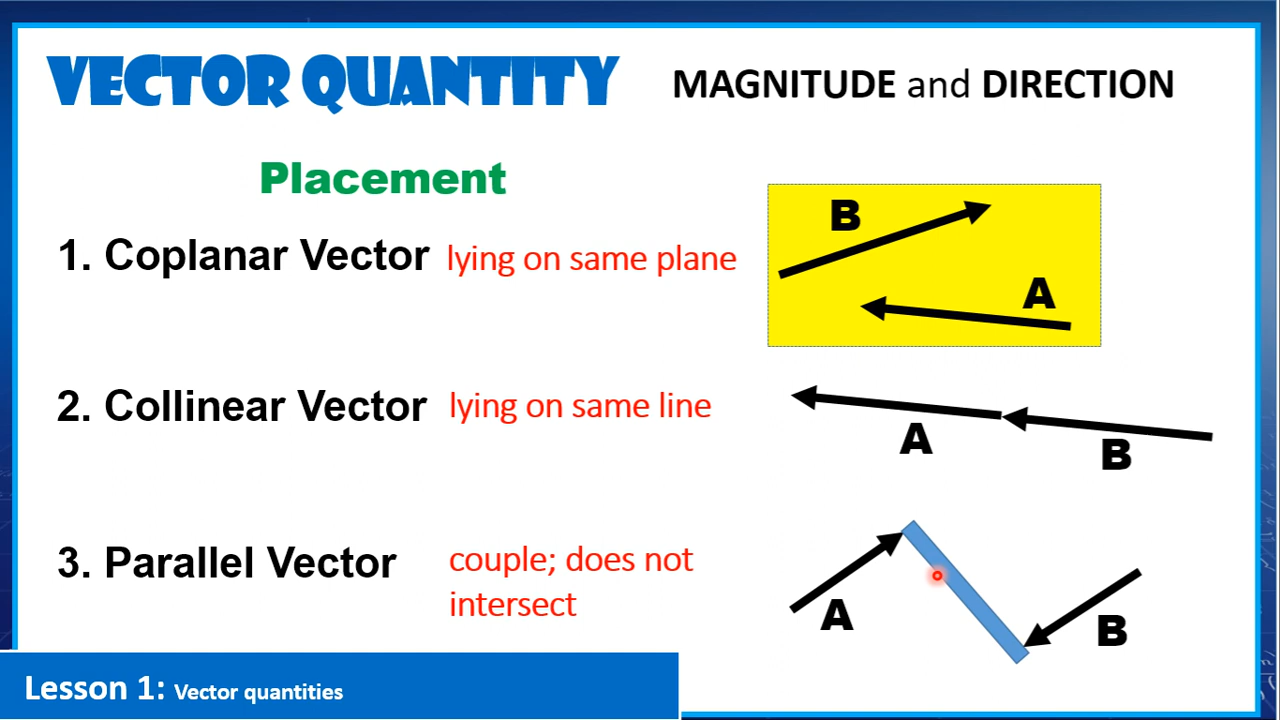 VECTOR QUANTITY MAGNITUDE and DIRECTION
Placement
1. Coplanar Vector lying on same plane
B
A
2. Collinear Vector lying on same line
A
B
3. Parallel Vector couple; does not
intersect
A
B
Lesson 1: Vector quantities